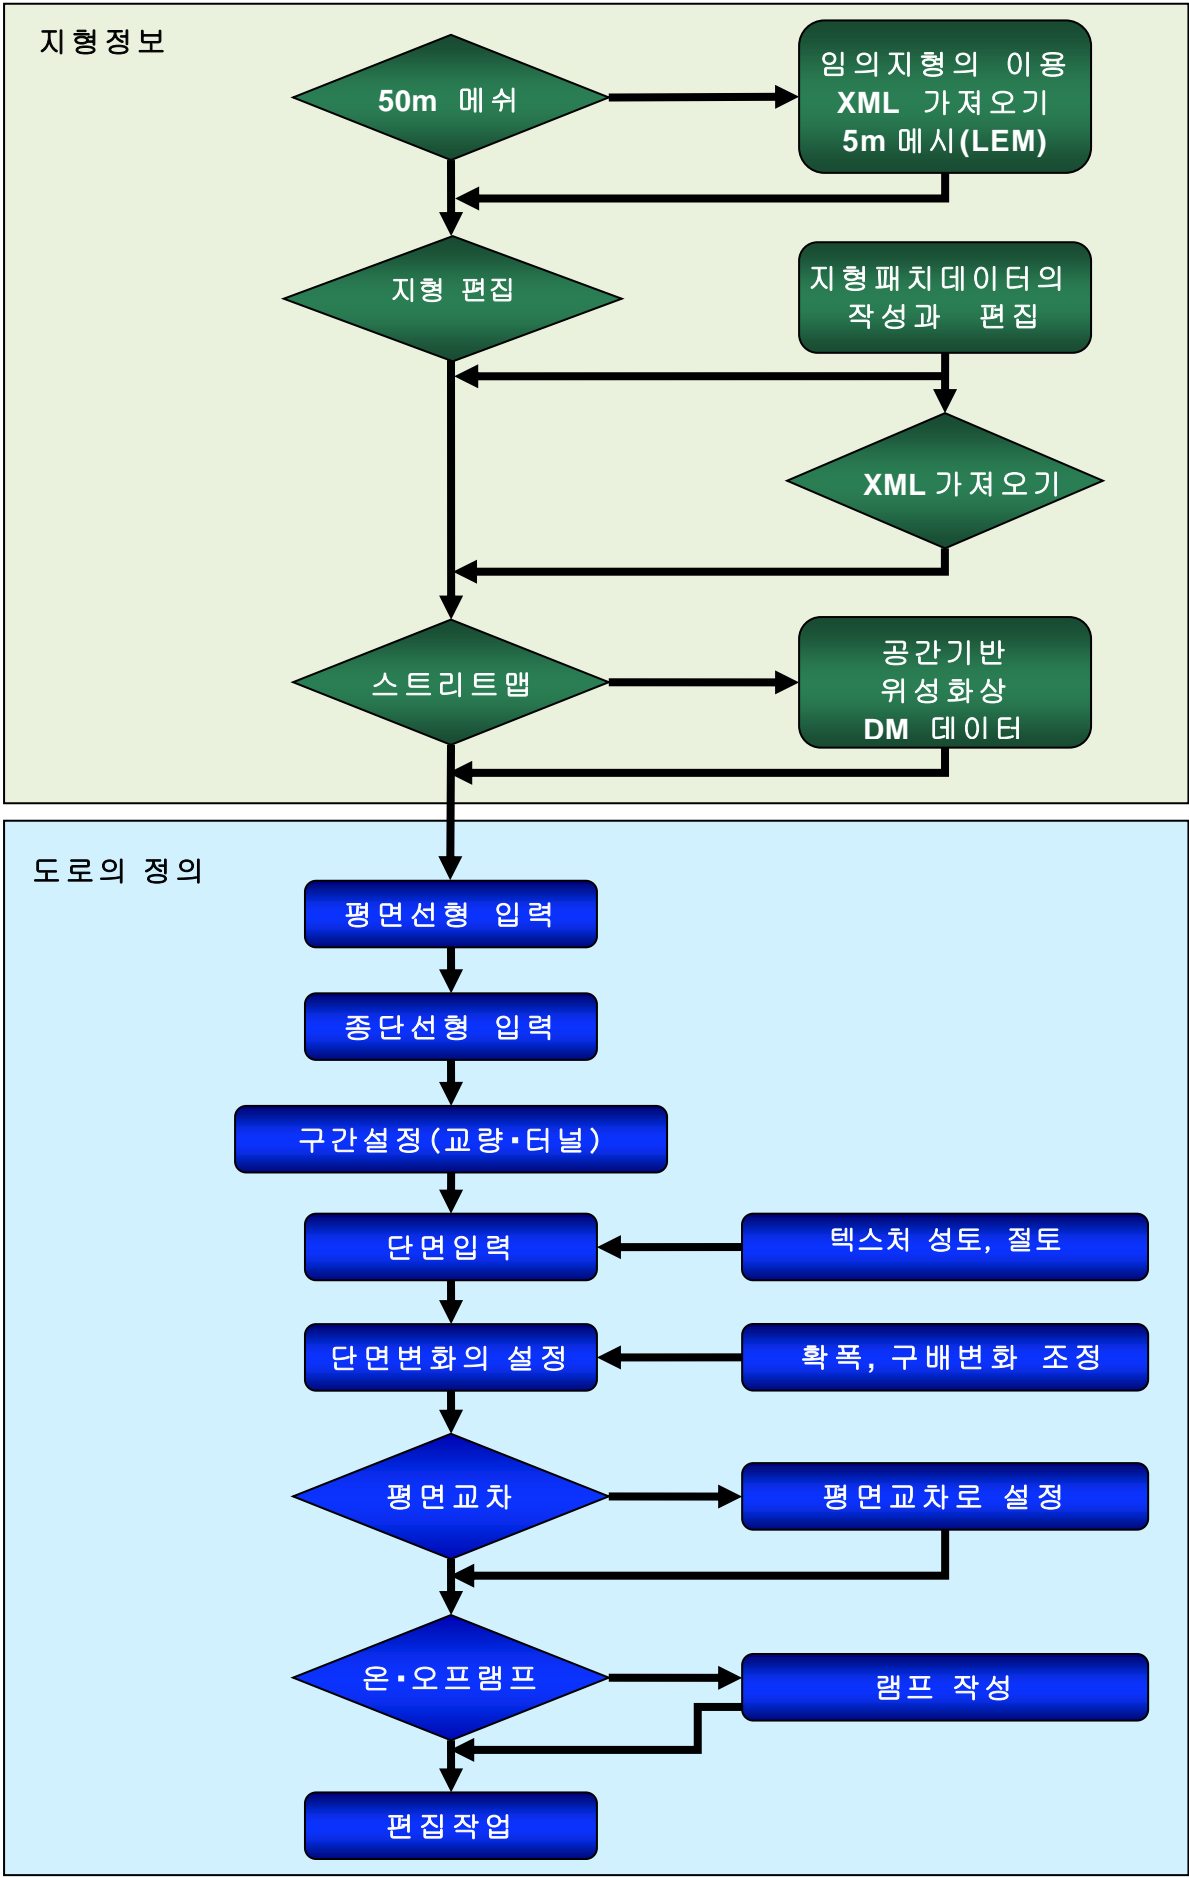 지형정보
50m 메쉬
임의지형의 이용
XML 가져오기
5m 메시(LEM)
지형 편집
지형패치데이터의
작성과 편집
XML 가져오기
스트리트맵
공간기반
위성화상
DM 데이터
도로의 정의
평면선형 입력
종단선형 입력
구간설정(교량▪터널)
단면입력
텍스처 성토, 절토
단면변화의 설정
확폭, 구배변화 조정
평면교차
평면교차로 설정
온▪오프램프
램프 작성
편집작업